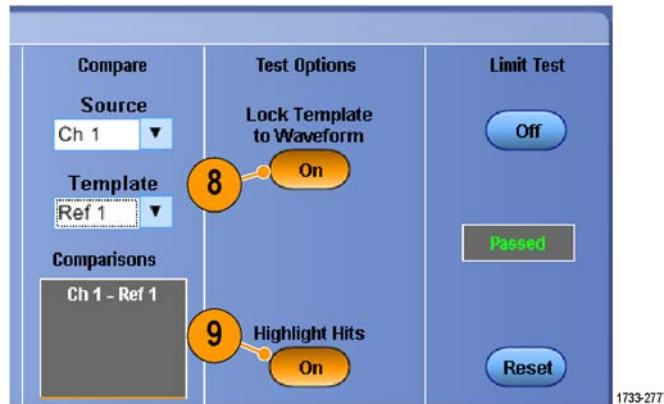 Compare
Source
Ch 1
Template
Ref 1
Comparisons
Ch 1 - Ref 1
Test Options
Lock Template
to Waveform
8
On
9
Highlight Hits
On
Limit Test
Off
Passed
Reset
1733-277